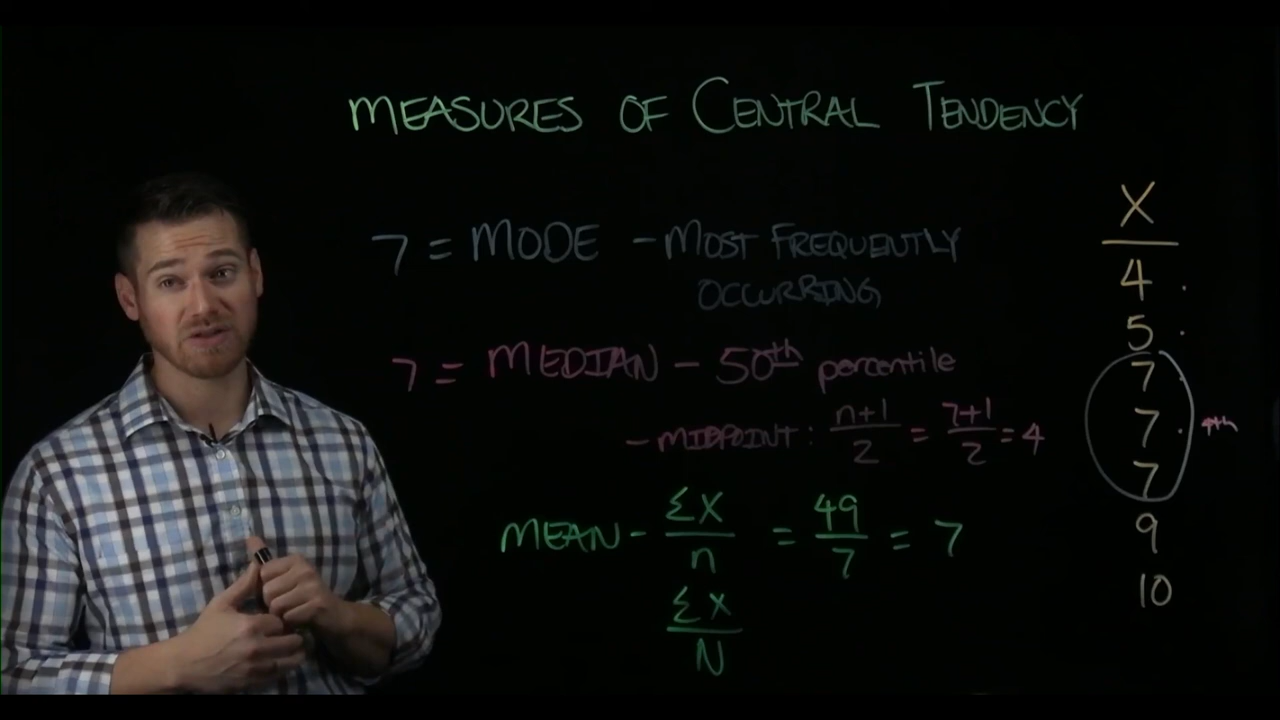 MEASURES OF CENTRAL TENDENCY
7 = MODE - MOST FREQUENTLY
OCCURRING
7 = MEDIAN - 50th percentile
- MIDPOINT: n+1/2 = 7+1/2 = 4
MEAN - ΣX/n = 49/7 = 7
ΣX/N
X
4
5
7
7 4th
7
9
10